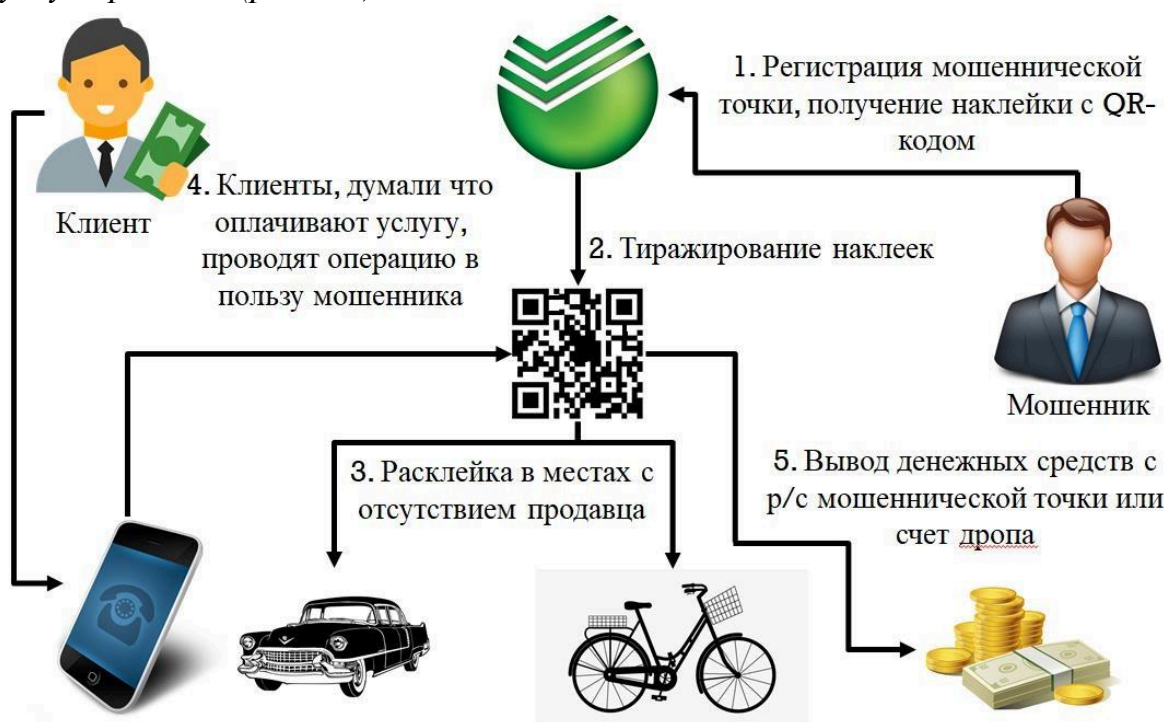 1. Регистрация мошеннической
точки, получение наклейки с QR-
кодом
Клиент
4. Клиенты, думали что
оплачивают услугу,
проводят операцию в
пользу мошенника
2. Тиражирование наклеек
Мошенник
3. Расклейка в местах с
отсутствием продавца
5. Вывод денежных средств с
р/с мошеннической точки или
счет дропа